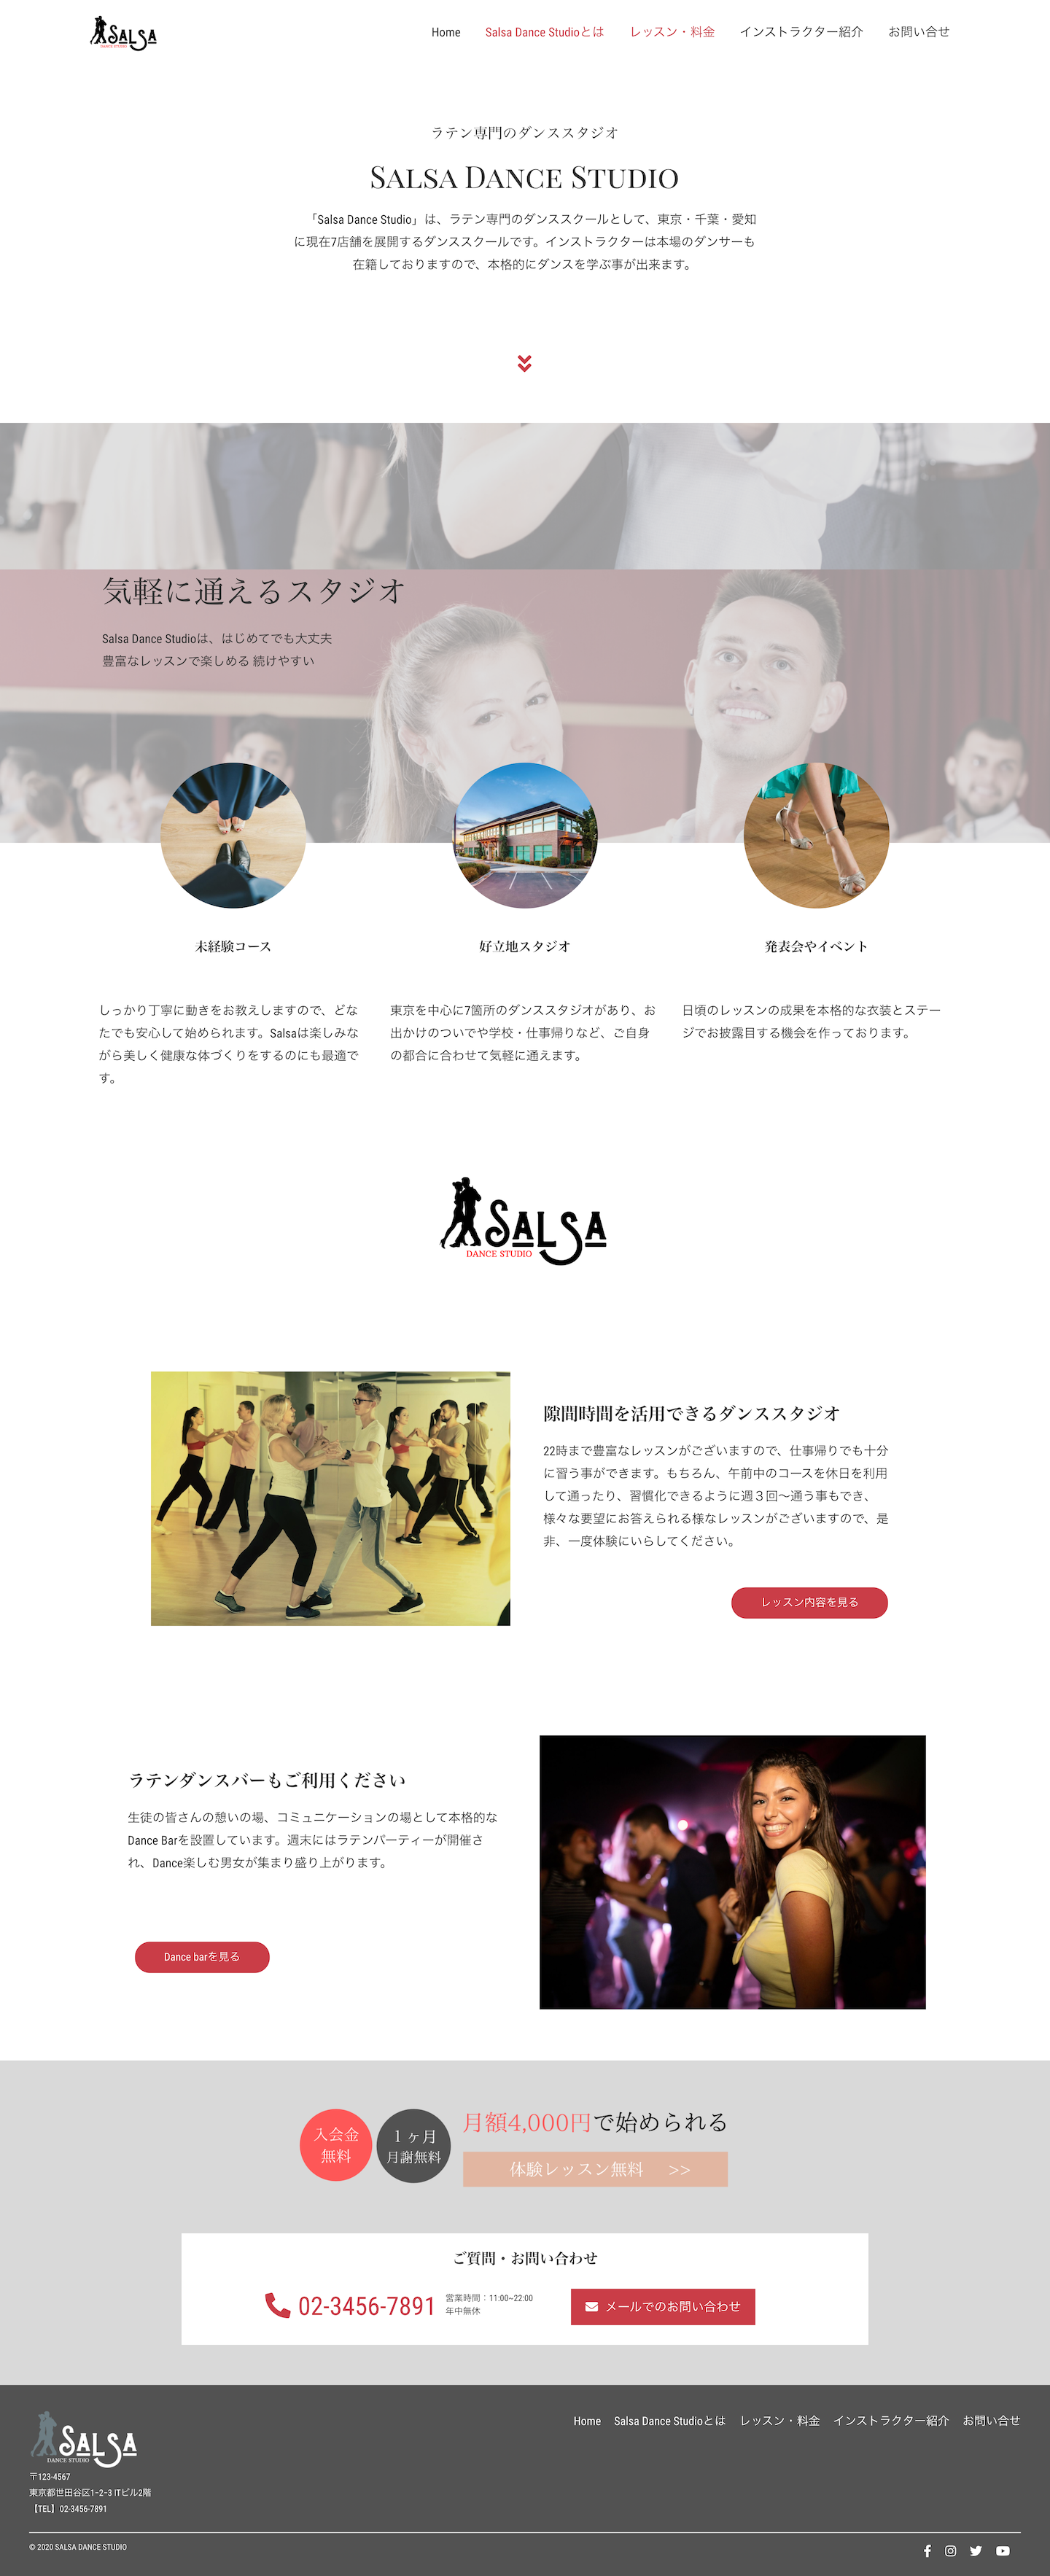 SALSA
DANCE STUDIO
Home Salsa Dance Studioとは レッスン・料金 インストラクター紹介 お問い合せ
ラテン専門のダンススタジオ
SALSA DANCE STUDIO
「Salsa Dance Studio」は、ラテン専門のダンススクールとして、東京・千葉・愛知
に現在7店舗を展開するダンススクールです。インストラクターは本場のダンサーも
在籍しておりますので、本格的にダンスを学ぶ事が出来ます。
気軽に通えるスタジオ
Salsa Dance Studioは、はじめてでも大丈夫
豊富なレッスンで楽しめる 続けやすい
未経験コース
しっかり丁寧に動きをお教えしますので、どな
たでも安心して始められます。Salsaは楽しみな
がら美しく健康な体づくりをするのにも最適で
す。
好立地スタジオ
東京を中心に7箇所のダンススタジオがあり、お
出かけのついでや学校・仕事帰りなど、ご自身
の都合に合わせて気軽に通えます。
発表会やイベント
日頃のレッスンの成果を本格的な衣装とステー
ジでお披露目する機会を作っております。
SALSA
DANCE STUDIO
隙間時間を活用できるダンススタジオ
22時まで豊富なレッスンがございますので、仕事帰りでも十分
に習う事ができます。もちろん、午前中のコースを休日を利用
して通ったり、習慣化できるように週３回〜通う事もでき、
様々な要望にお答えられる様なレッスンがございますので、是
非、一度体験にいらしてください。
レッスン内容を見る
ラテンダンスバーもご利用ください
生徒の皆さんの憩いの場、コミュニケーションの場として本格的な
Dance Barを設置しています。週末にはラテンパーティーが開催さ
れ、Dance楽しむ男女が集まり盛り上がります。
Dance barを見る
入会金
無料
１ヶ月
月謝無料
月額4,000円で始められる
体験レッスン無料 >>
ご質問・お問い合わせ
02-3456-7891
営業時間：11:00~22:00
年中無休
メールでのお問い合わせ
SALSA
DANCE STUDIO
〒123-4567
東京都世田谷区1-2-3 ITビル2階
【TEL】02-3456-7891
Home Salsa Dance Studioとは レッスン・料金 インストラクター紹介 お問い合せ
© 2020 SALSA DANCE STUDIO